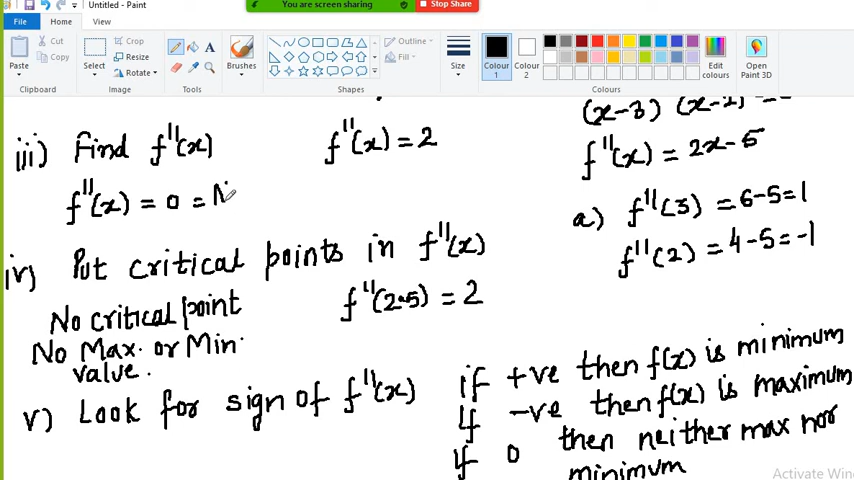 Untitled - Paint
You are screen sharing
Stop Share
File Home
Paste
Cut
Copy
Clipboard
Select
Crop
Resize
Rotate
Image
Tools
Brushes
Shapes
Outline
Fill
Size
Colour 1
Colour 2
Colours
Edit colours
Open Paint 3D
iii) Find f''(x)
f''(x) = 0 = N
iv) Put critical points in f''(x)
No critical point
No Max. or Min.
value.
v) Look for sign of f''(x)
f''(x) = 2
f''(2.5) = 2
f''(x) = 2x-5
a) f''(3) = 6-5=1
f''(2) = 4-5=-1
if +ve then f(x) is minimum
If -ve then f(x) is maximum
If 0 then neither max nor
minimum
Activate Win